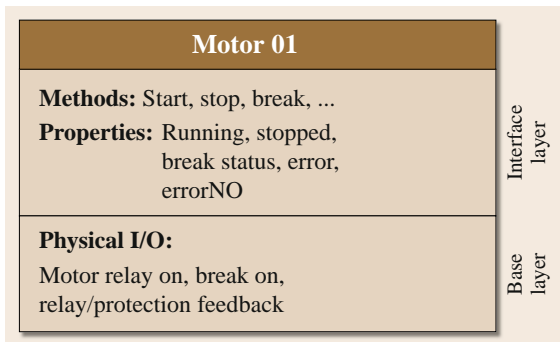 Motor 01
Methods: Start, stop, break, ...
Properties: Running, stopped,
break status, error,
errorNO
Interface
layer
Physical I/O:
Motor relay on, break on,
relay/protection feedback
Base
layer